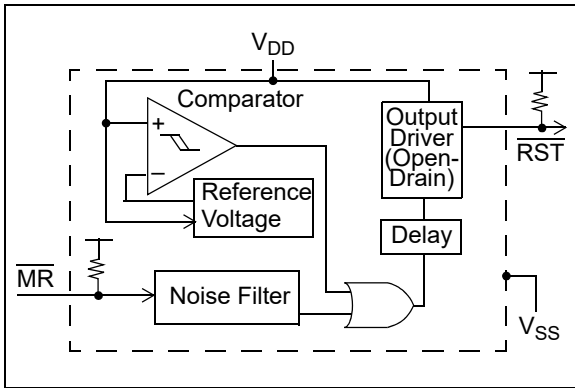 VDD
Comparator
+
−
Reference
Voltage
Output
Driver
(Open-
Drain)
RST
Delay
MR
Noise Filter
VSS